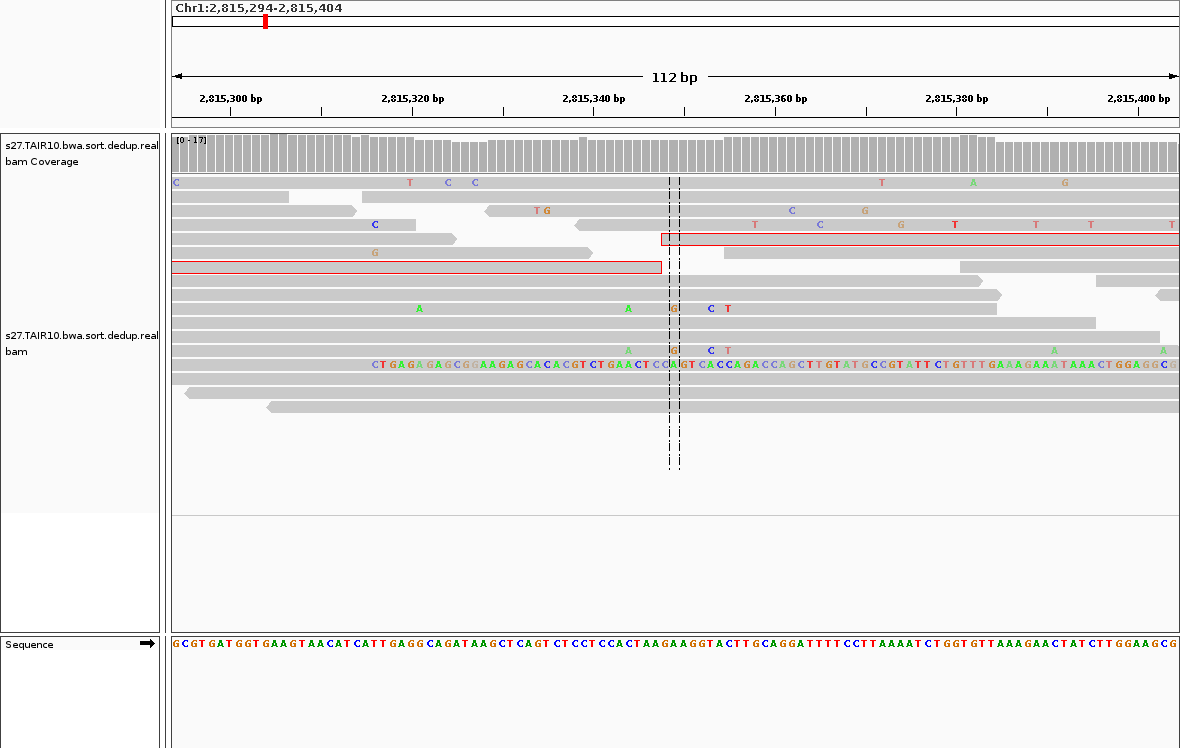 Chr1:2,815,294-2,815,404
112 bp
2,815,300 bp 2,815,320 bp 2,815,340 bp 2,815,360 bp 2,815,380 bp 2,815,400 bp
s27.TAIR10.bwa.sort.dedup.real
bam Coverage
[0 - 17]
C T C C T A G
T G C G
C T C G T T T T
G
A A G C T
s27.TAIR10.bwa.sort.dedup.real
bam
A G C T A A
CTGAGAGAGCGGAAGAGCACACGTCTGAACTCCAGTCACCAGACCAGCTTGTATGCCGTATTCTGTTTGAAAGAAATAAACTGGAGGCG
Sequence
GCGTGATGGTGAAGTAACATCATTGAGGCAGATAAGCTCAGTCTCCTCCACTAAGAAGGTACTTGCAGGATTTTCCTTAAAATCTGGTGTTAAAGAACTATCTTGGAAGCG